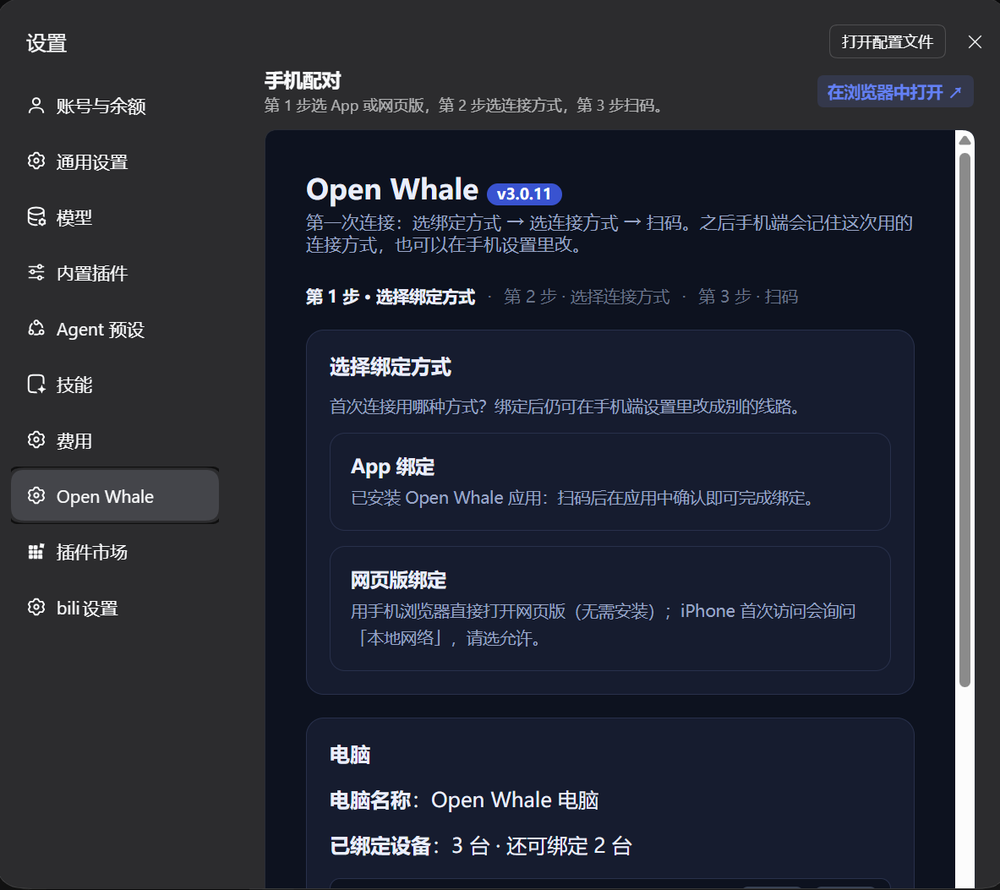 设置
打开配置文件
账号与余额
通用设置
模型
内置插件
Agent 预设
技能
费用
Open Whale
插件市场
bili 设置
手机配对
第 1 步选 App 或网页版，第 2 步选连接方式，第 3 步扫码。
在浏览器中打开 ↗
Open Whale v3.0.11
第一次连接：选绑定方式 → 选连接方式 → 扫码。之后手机端会记住这次用的
连接方式，也可以在手机设置里改。
第 1 步 · 选择绑定方式 · 第 2 步 · 选择连接方式 · 第 3 步 · 扫码
选择绑定方式
首次连接用哪种方式？绑定后仍可在手机端设置里改成别的线路。
App 绑定
已安装 Open Whale 应用：扫码后在应用中确认即可完成绑定。
网页版绑定
用手机浏览器直接打开网页版（无需安装）；iPhone 首次访问会询问
「本地网络」，请选允许。
电脑
电脑名称：Open Whale 电脑
已绑定设备：3 台 · 还可绑定 2 台